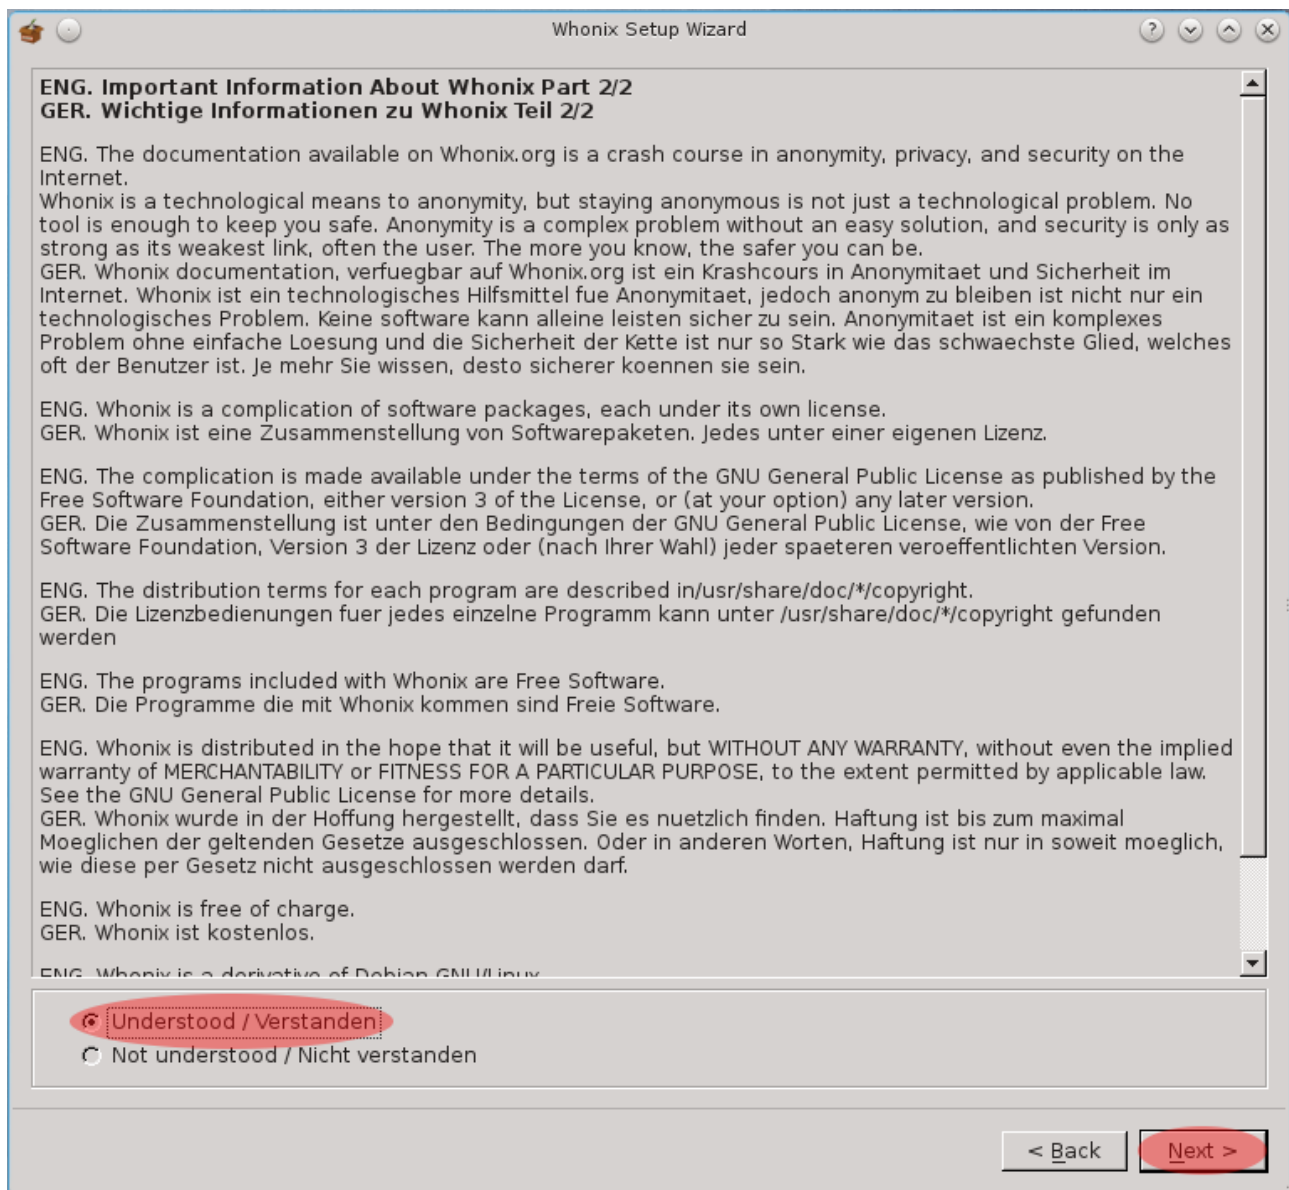 Whonix Setup Wizard
ENG. Important Information About Whonix Part 2/2
GER. Wichtige Informationen zu Whonix Teil 2/2
ENG. The documentation available on Whonix.org is a crash course in anonymity, privacy, and security on the
Internet.
Whonix is a technological means to anonymity, but staying anonymous is not just a technological problem. No
tool is enough to keep you safe. Anonymity is a complex problem without an easy solution, and security is only as
strong as its weakest link, often the user. The more you know, the safer you can be.
GER. Whonix documentation, verfuegbar auf Whonix.org ist ein Krashcours in Anonymitaet und Sicherheit im
Internet. Whonix ist ein technologisches Hilfsmittel fue Anonymitaet, jedoch anonym zu bleiben ist nicht nur ein
technologisches Problem. Keine software kann alleine leisten sicher zu sein. Anonymitaet ist ein komplexes
Problem ohne einfache Loesung und die Sicherheit der Kette ist nur so Stark wie das schwaechste Glied, welches
oft der Benutzer ist. Je mehr Sie wissen, desto sicherer koennen sie sein.
ENG. Whonix is a complication of software packages, each under its own license.
GER. Whonix ist eine Zusammenstellung von Softwarepaketen. Jedes unter einer eigenen Lizenz.
ENG. The complication is made available under the terms of the GNU General Public License as published by the
Free Software Foundation, either version 3 of the License, or (at your option) any later version.
GER. Die Zusammenstellung ist unter den Bedingungen der GNU General Public License, wie von der Free
Software Foundation, Version 3 der Lizenz oder (nach Ihrer Wahl) jeder spaeteren veroeffentlichten Version.
ENG. The distribution terms for each program are described in/usr/share/doc/*/copyright.
GER. Die Lizenzbedienungen fuer jedes einzelne Programm kann unter /usr/share/doc/*/copyright gefunden
werden
ENG. The programs included with Whonix are Free Software.
GER. Die Programme die mit Whonix kommen sind Freie Software.
ENG. Whonix is distributed in the hope that it will be useful, but WITHOUT ANY WARRANTY, without even the implied
warranty of MERCHANTABILITY or FITNESS FOR A PARTICULAR PURPOSE, to the extent permitted by applicable law.
See the GNU General Public License for more details.
GER. Whonix wurde in der Hoffung hergestellt, dass Sie es nuetzlich finden. Haftung ist bis zum maximal
Moeglichen der geltenden Gesetze ausgeschlossen. Oder in anderen Worten, Haftung ist nur in soweit moeglich,
wie diese per Gesetz nicht ausgeschlossen werden darf.
ENG. Whonix is free of charge.
GER. Whonix ist kostenlos.
ENG. Whonix is a derivative of Debian GNU/Linux.
Understood / Verstanden
Not understood / Nicht verstanden
< Back
Next >